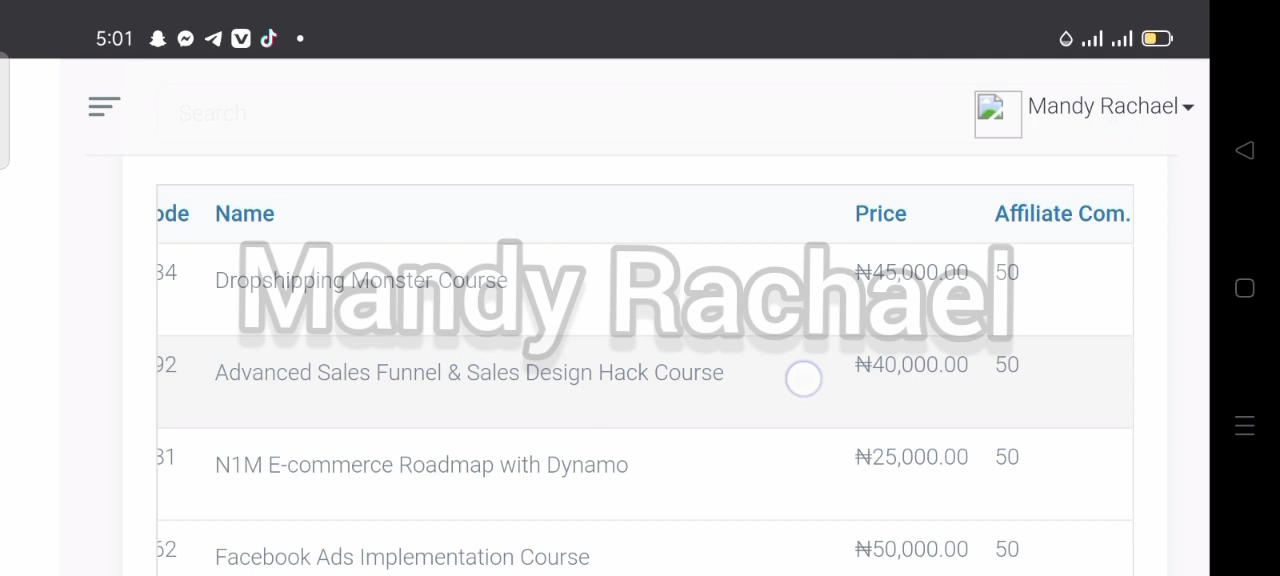 5:01
Search
Mandy Rachael
ode Name Price Affiliate Com.
34 Dropshipping Monster Course ₦45,000.00 50
Mandy Rachael
92 Advanced Sales Funnel & Sales Design Hack Course ₦40,000.00 50
31 N1M E-commerce Roadmap with Dynamo ₦25,000.00 50
62 Facebook Ads Implementation Course ₦50,000.00 50